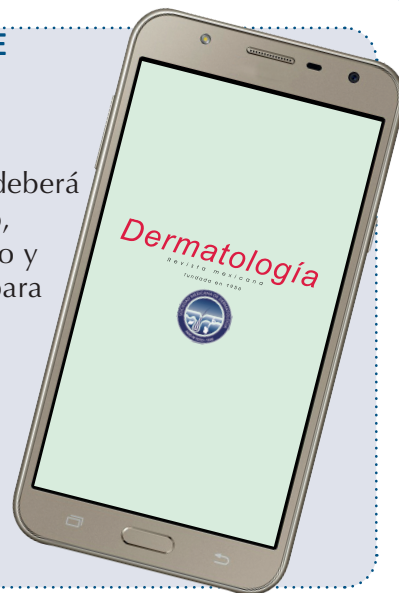 E
deberá
o,
o y
para
Dermatología
Revista mexicana
fundada en 1956